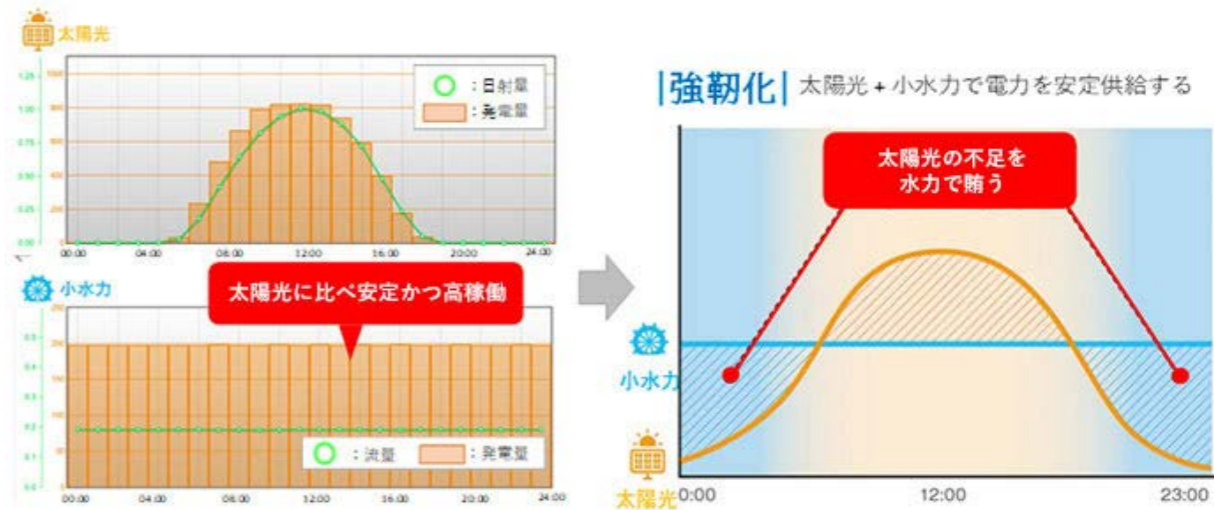 太陽光
：日射量
：発電量
00:00 04:00 08:00 12:00 16:00 20:00 24:00
小水力
太陽光に比べ安定かつ高稼働
：流量 ：発電量
00:00 04:00 08:00 12:00 16:00 20:00 24:00
|強靭化| 太陽光 + 小水力で電力を安定供給する
太陽光の不足を
水力で賄う
小水力
太陽光
0:00 12:00 23:00